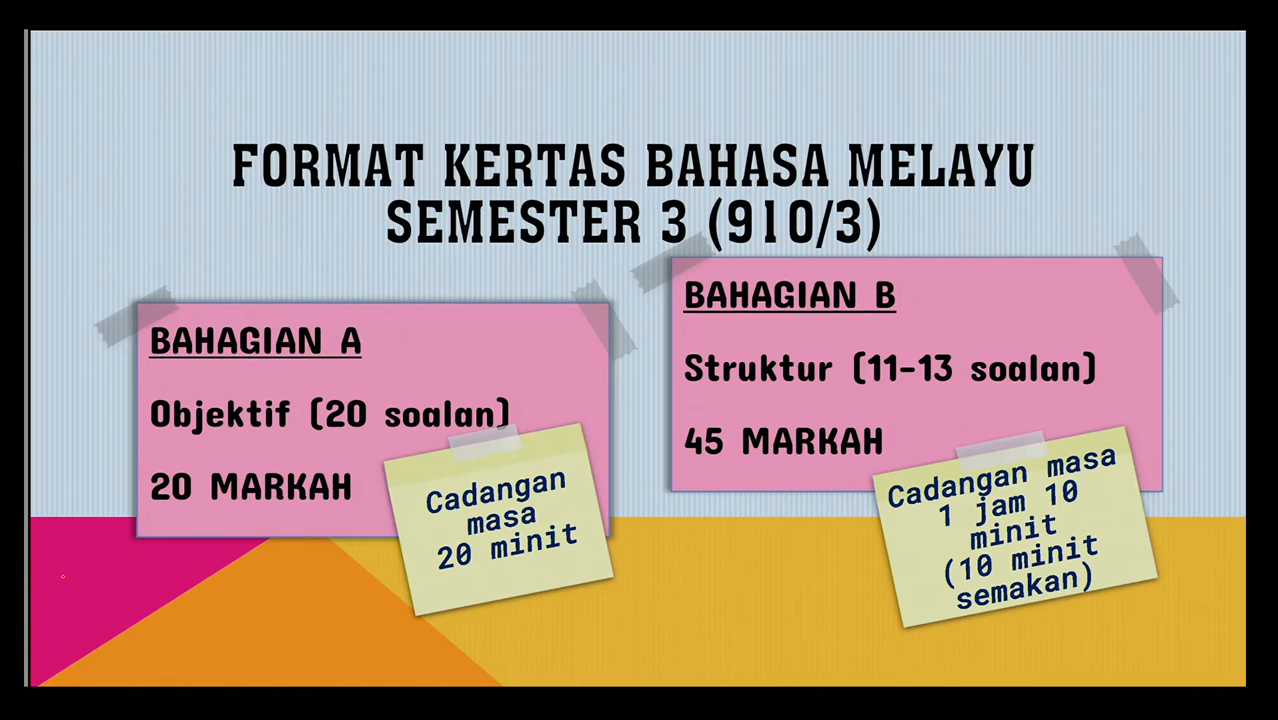 FORMAT KERTAS BAHASA MELAYU
SEMESTER 3 (910/3)
BAHAGIAN A
Objektif (20 soalan)
20 MARKAH
Cadangan
masa
20 minit
BAHAGIAN B
Struktur (11-13 soalan)
45 MARKAH
Cadangan masa
1 jam 10
minit
(10 minit
semakan)